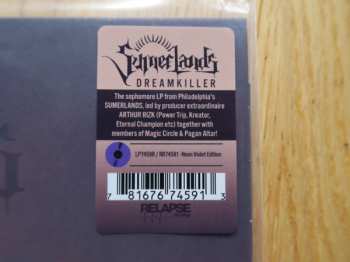 Sumerlands
DREAMKILLER
The sophomore LP from Philadelphia's
SUMERLANDS, led by producer extraordinaire
ARTHUR RIZK (Power Trip, Kreator,
Eternal Champion etc) together with
members of Magic Circle & Pagan Altar!
LP7459R / RR74591 -Neon Violet Edition
7 81676 74591 3
RELAPSE